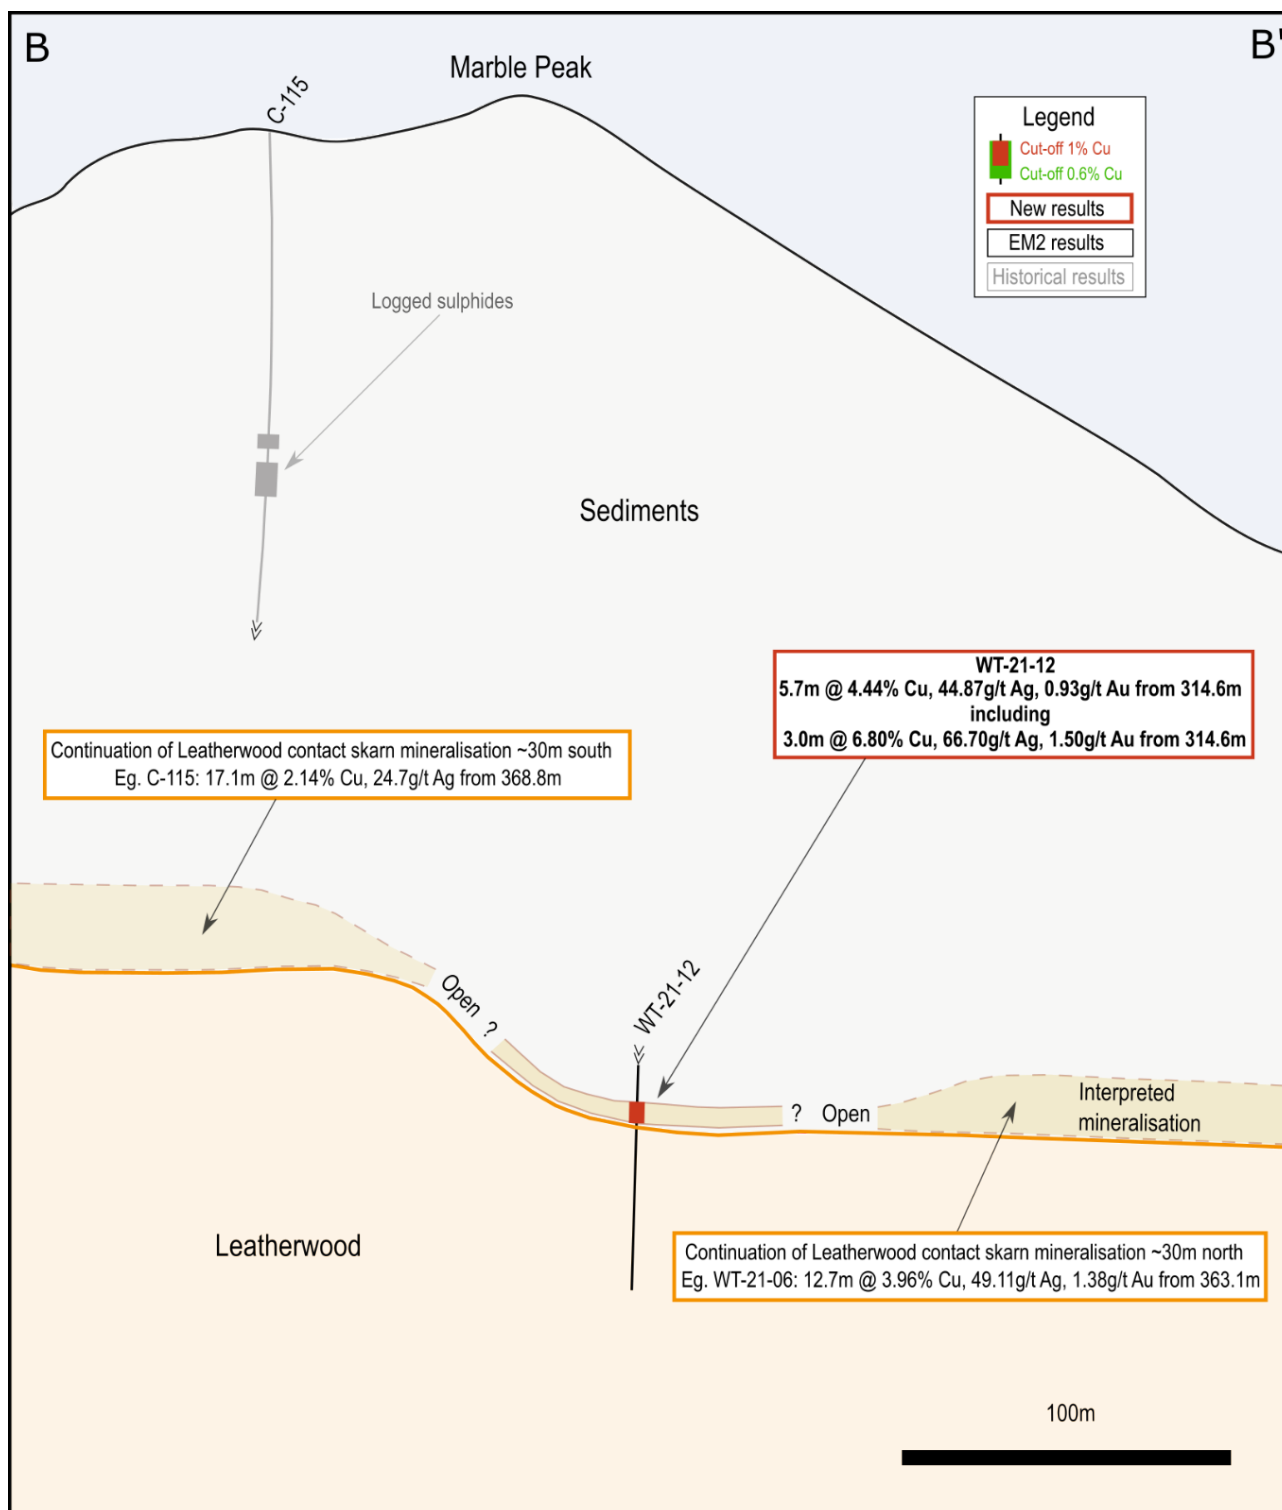 B
B'
Marble Peak
C-115
Legend
Cut-off 1% Cu
Cut-off 0.6% Cu
New results
EM2 results
Historical results
Logged sulphides
Sediments
WT-21-12
5.7m @ 4.44% Cu, 44.87g/t Ag, 0.93g/t Au from 314.6m
including
3.0m @ 6.80% Cu, 66.70g/t Ag, 1.50g/t Au from 314.6m
Continuation of Leatherwood contact skarn mineralisation ~30m south
Eg. C-115: 17.1m @ 2.14% Cu, 24.7g/t Ag from 368.8m
Open ?
WT-21-12
? Open
Interpreted
mineralisation
Leatherwood
Continuation of Leatherwood contact skarn mineralisation ~30m north
Eg. WT-21-06: 12.7m @ 3.96% Cu, 49.11g/t Ag, 1.38g/t Au from 363.1m
100m